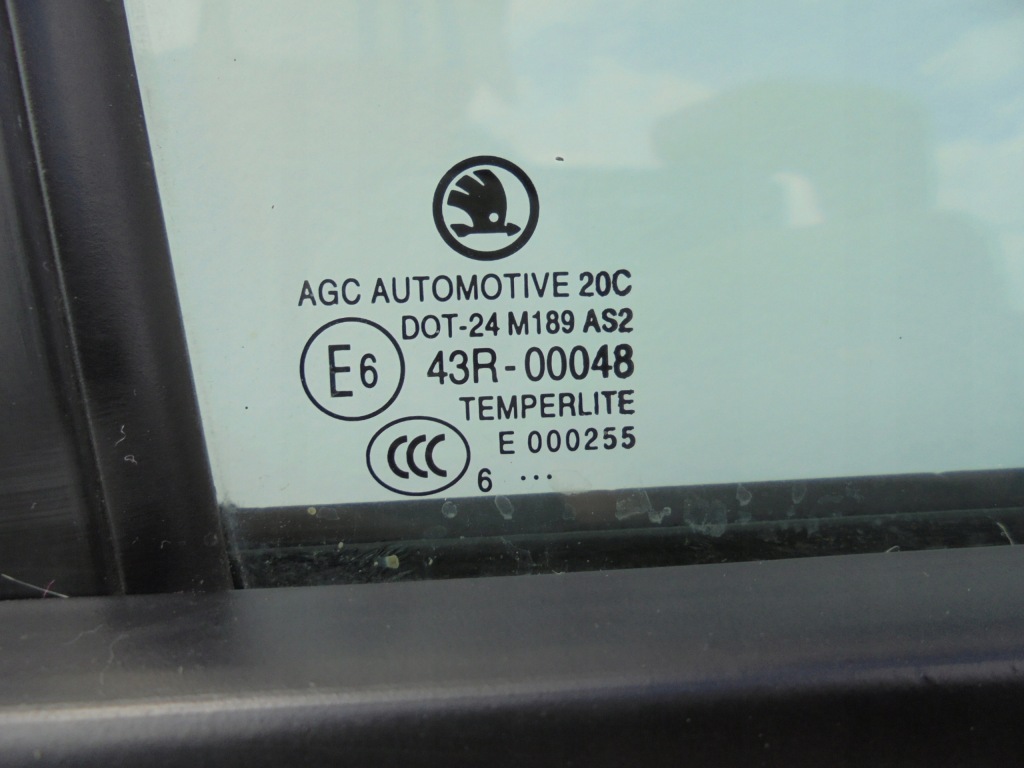 AGC AUTOMOTIVE 20C
DOT-24 M189 AS2
E6 43R-00048
TEMPERLITE
CCC E 000255
6 ...